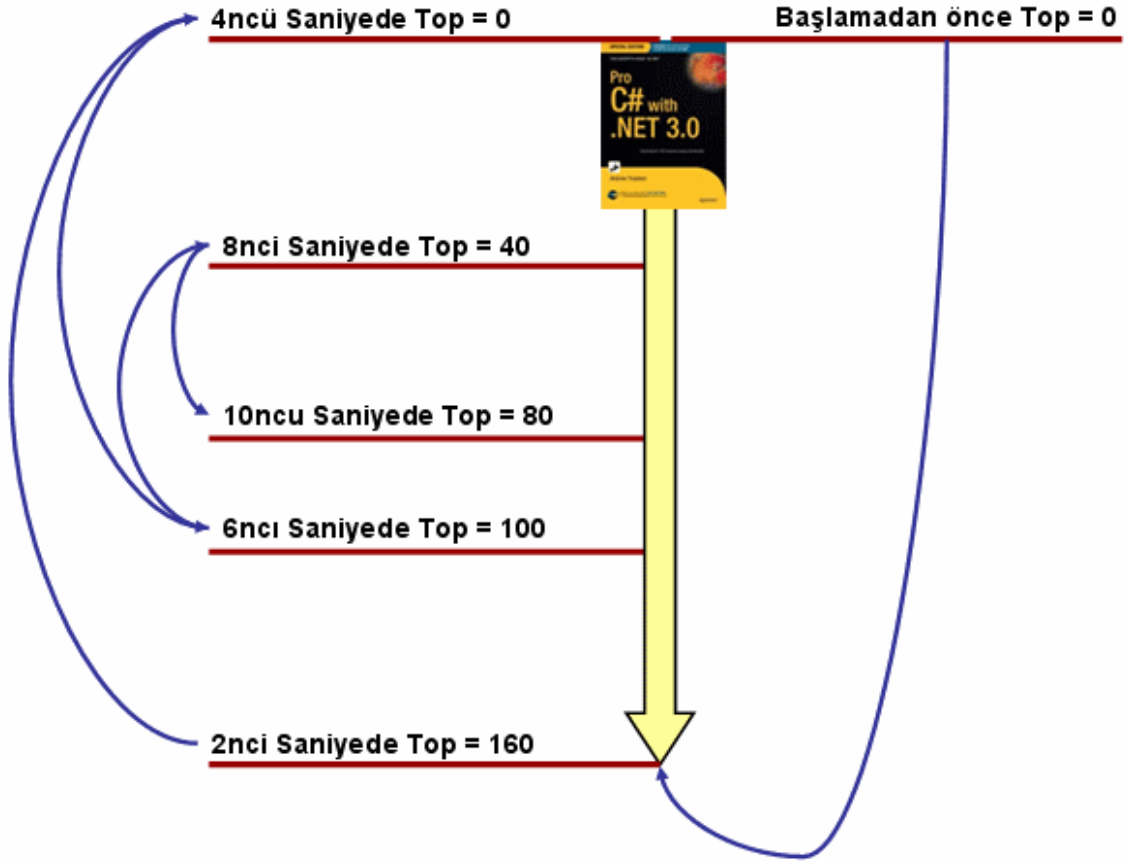 4ncü Saniyede Top = 0
Başlamadan önce Top = 0
Pro
C# with
.NET 3.0
8nci Saniyede Top = 40
10ncu Saniyede Top = 80
6ncı Saniyede Top = 100
2nci Saniyede Top = 160